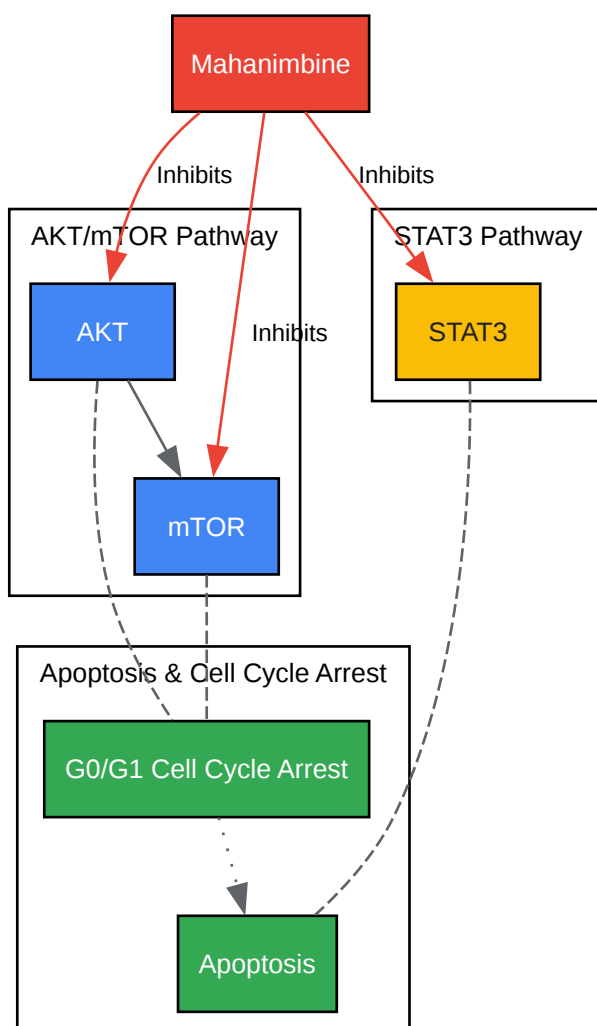 Mahanimbine
Inhibits
Inhibits
AKT/mTOR Pathway
STAT3 Pathway
AKT
Inhibits
STAT3
mTOR
Apoptosis & Cell Cycle Arrest
G0/G1 Cell Cycle Arrest
Apoptosis